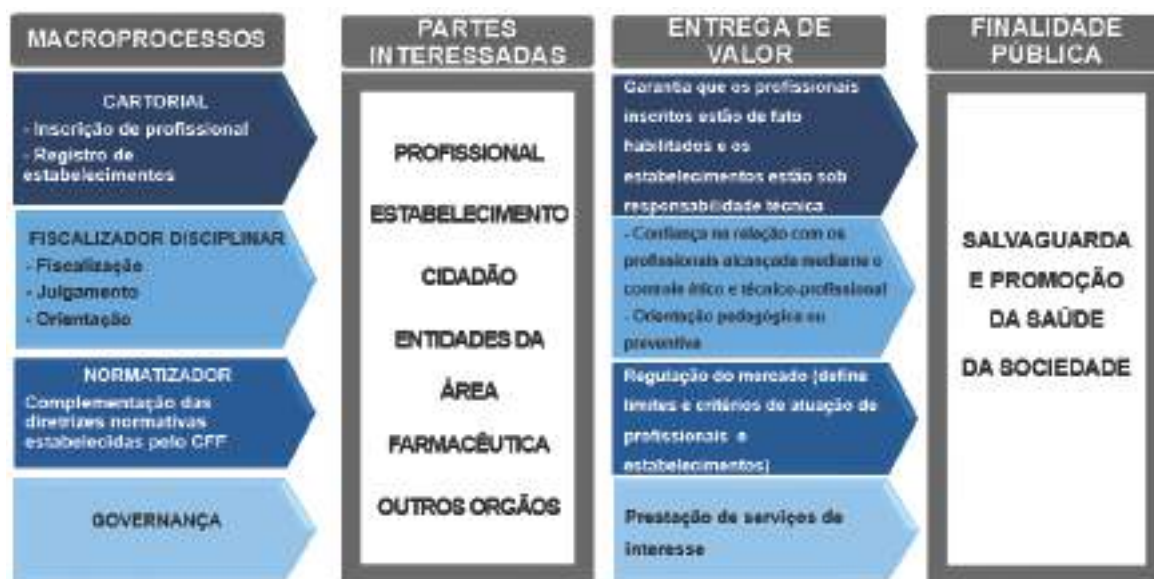 MACROPROCESSOS
CARTORIAL
- Inscrição de profissional
- Registro de
estabelecimentos
FISCALIZADOR DISCIPLINAR
- Fiscalização
- Julgamento
- Orientação
NORMATIZADOR
Complementação das
diretrizes normativas
estabelecidas pelo CFF
GOVERNANÇA
PARTES
INTERESSADAS
PROFISSIONAL
ESTABELECIMENTO
CIDADÃO
ENTIDADES DA
ÁREA
FARMACÊUTICA
OUTROS ORGÃOS
ENTREGA DE
VALOR
Garantia que os profissionais
inscritos estão de fato
habilitados e os
estabelecimentos estão sob
responsabilidade técnica
- Confiança na relação com os
profissionais alcançada mediante o
controle ético e técnico-profissional
- Orientação pedagógica ou
preventiva
Regulação do mercado (define
limites e critérios de atuação de
profissionais e
estabelecimentos)
Prestação de serviços de
interesse
FINALIDADE
PÚBLICA
SALVAGUARDA
E PROMOÇÃO
DA SAÚDE
DA SOCIEDADE